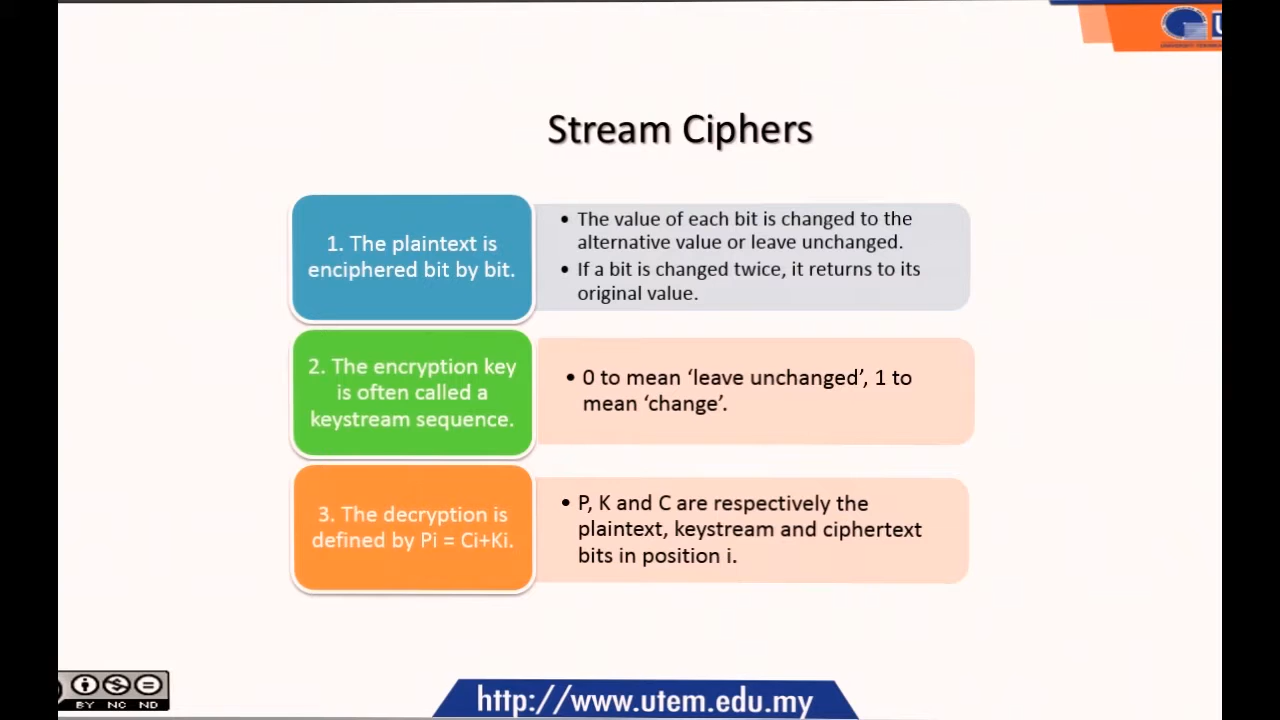 Stream Ciphers
1. The plaintext is
enciphered bit by bit.
• The value of each bit is changed to the
alternative value or leave unchanged.
• If a bit is changed twice, it returns to its
original value.
2. The encryption key
is often called a
keystream sequence.
• 0 to mean ‘leave unchanged’, 1 to
mean ‘change’.
3. The decryption is
defined by Pi = Ci+Ki.
• P, K and C are respectively the
plaintext, keystream and ciphertext
bits in position i.
BY NC ND
http://www.utem.edu.my